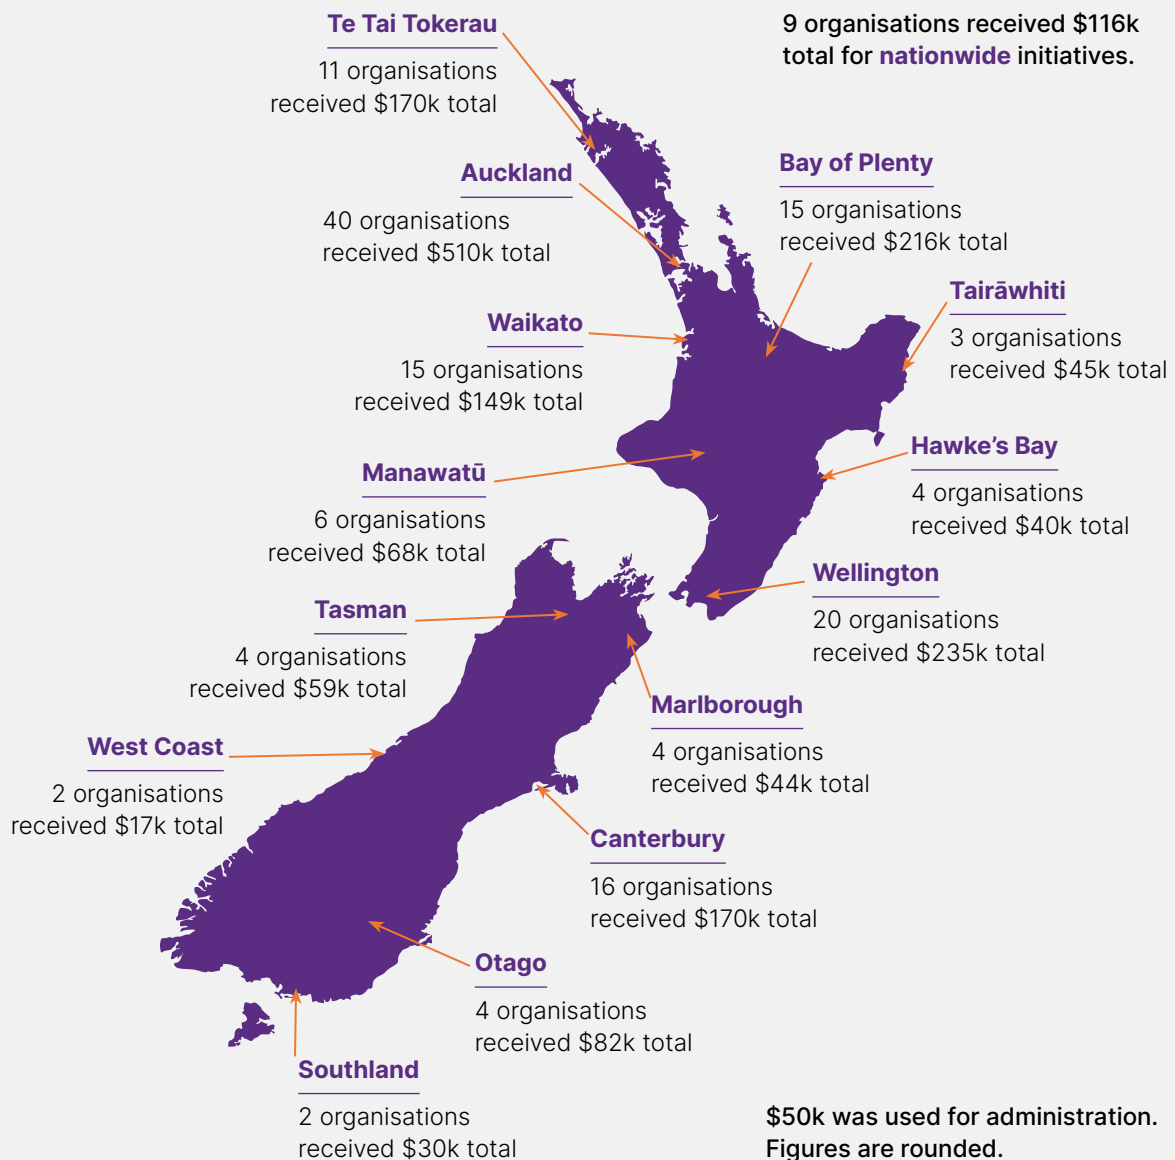 Te Tai Tokerau
11 organisations
received $170k total
9 organisations received $116k
total for nationwide initiatives.
Auckland
40 organisations
received $510k total
Bay of Plenty
15 organisations
received $216k total
Tairāwhiti
3 organisations
received $45k total
Waikato
15 organisations
received $149k total
Hawke’s Bay
4 organisations
received $40k total
Manawatū
6 organisations
received $68k total
Wellington
20 organisations
received $235k total
Tasman
4 organisations
received $59k total
Marlborough
4 organisations
received $44k total
West Coast
2 organisations
received $17k total
Canterbury
16 organisations
received $170k total
Otago
4 organisations
received $82k total
Southland
2 organisations
received $30k total
$50k was used for administration.
Figures are rounded.